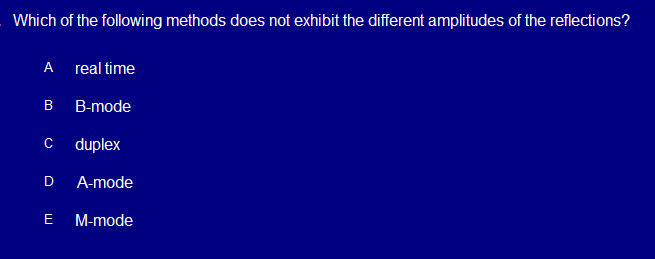 Which of the following methods does not exhibit the different amplitudes of the reflections?
A real time
B B-mode
C duplex
D A-mode
E M-mode